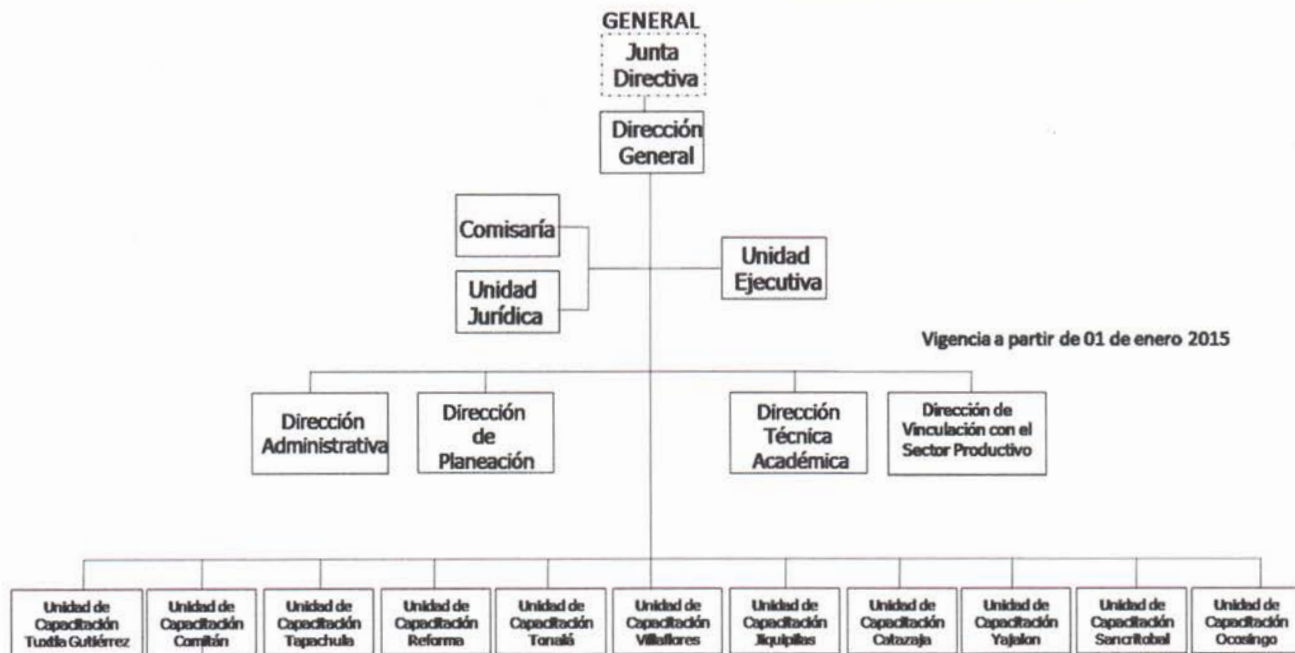 GENERAL
Junta
Directiva
Dirección
General
Comisaría
Unidad
Ejecutiva
Unidad
Jurídica
Vigencia a partir de 01 de enero 2015
Dirección
Administrativa
Dirección
de
Planeación
Dirección
Técnica
Académica
Dirección de
Vinculación con el
Sector Productivo
Unidad de
Capacitación
Tuxtla Gutiérrez
Unidad de
Capacitación
Comitán
Unidad de
Capacitación
Tapachula
Unidad de
Capacitación
Reforma
Unidad de
Capacitación
Tonalá
Unidad de
Capacitación
Villaflores
Unidad de
Capacitación
Jiquipilas
Unidad de
Capacitación
Catazaja
Unidad de
Capacitación
Yajalon
Unidad de
Capacitación
Sancritobal
Unidad de
Capacitación
Ocosingo